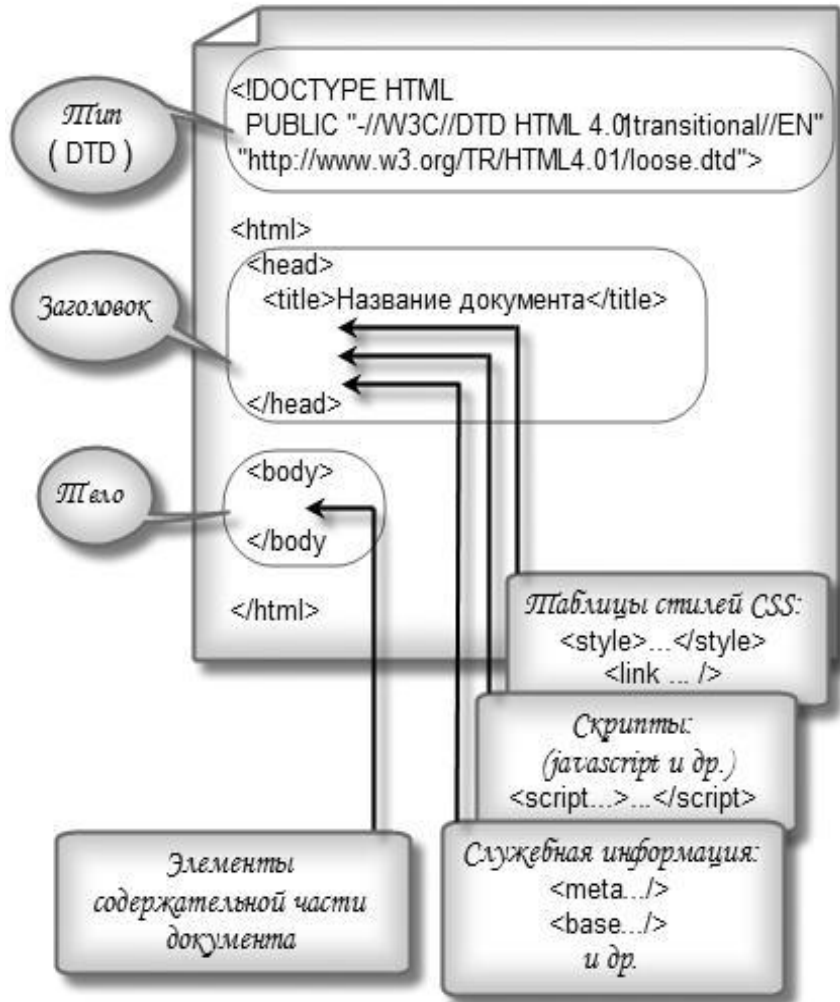 <!DOCTYPE HTML
PUBLIC "-//W3C//DTD HTML 4.01transitional//EN"
"http://www.w3.org/TR/HTML4.01/loose.dtd">
Тип
( DTD )
<html>
<head>
<title>Название документа</title>
Заголовок
</head>
<body>
Тело
</body
</html>
Таблицы стилей CSS:
<style>...</style>
<link ... />
Скрипты:
(javascript и др.)
<script...>...</script>
Элементы
содержательной части
документа
Служебная информация:
<meta.../>
<base.../>
и др.